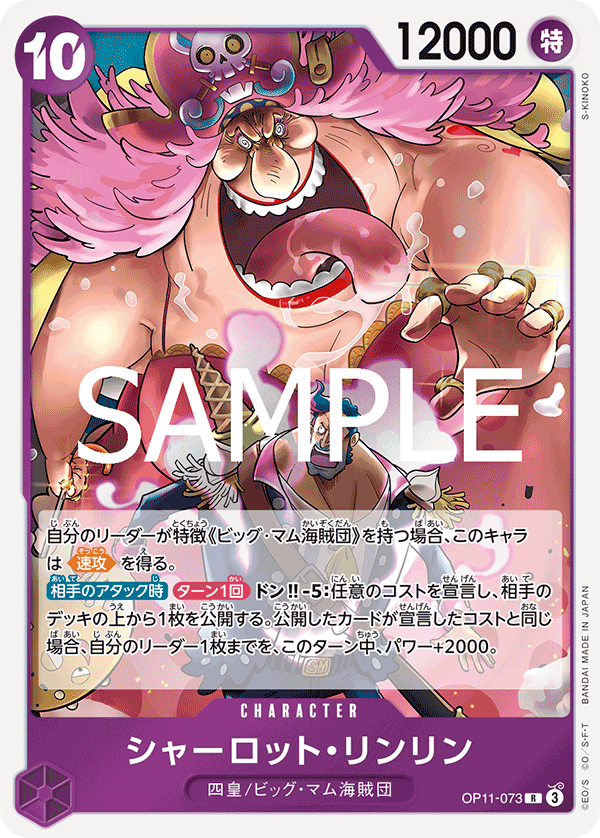 10
12000
特
S-KINOKO
SAMPLE
自分のリーダーが特徴《ビッグ・マム海賊団》を持つ場合、このキャラ
は 速攻 を得る。
相手のアタック時 ターン1回 ドン!!-5:任意のコストを宣言し、相手の
デッキの上から1枚を公開する。公開したカードが宣言したコストと同じ
場合、自分のリーダー1枚までを、このターン中、パワー+2000。
CHARACTER
シャーロット・リンリン
四皇/ビッグ・マム海賊団
OP11-073 R 3
©E.O/S ©O/S・F・T BANDAI MADE IN JAPAN